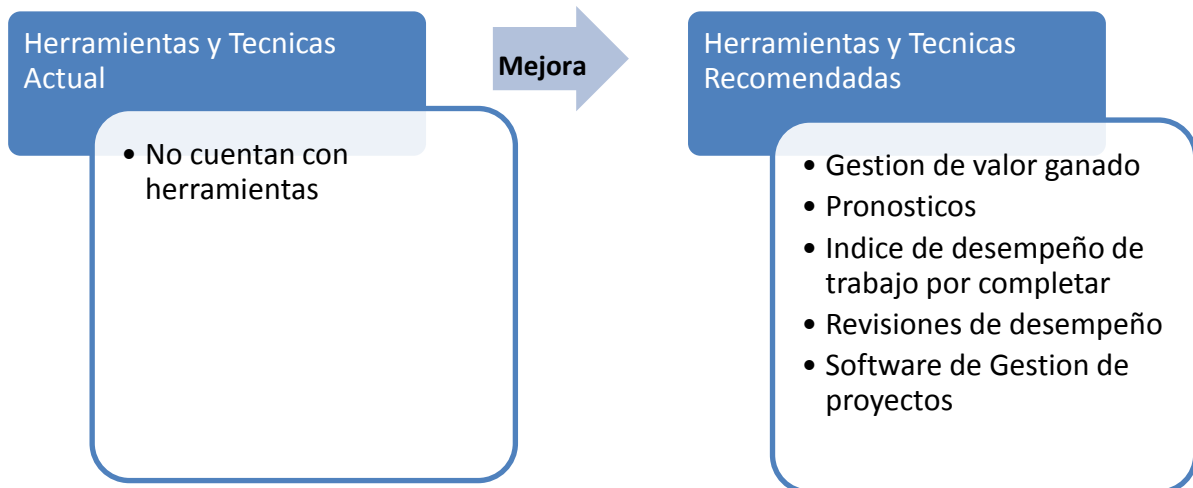 Herramientas y Tecnicas
Actual
• No cuentan con
herramientas
Mejora
Herramientas y Tecnicas
Recomendadas
• Gestion de valor ganado
• Pronosticos
• Indice de desempeño de
trabajo por completar
• Revisiones de desempeño
• Software de Gestion de
proyectos